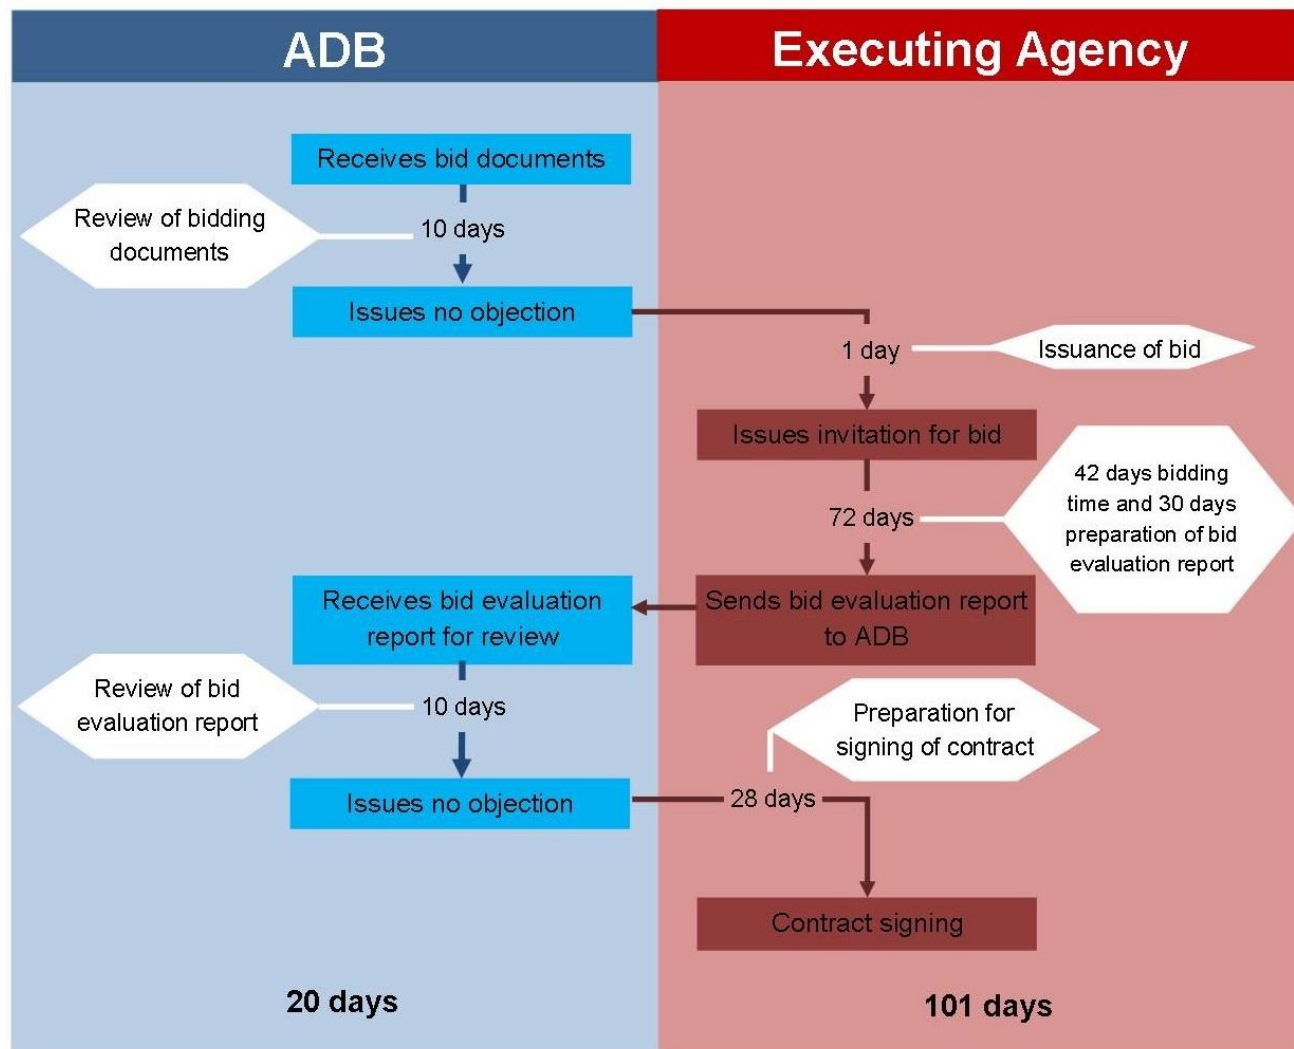 ADB
Executing Agency
Receives bid documents
Review of bidding
documents
10 days
Issues no objection
1 day
Issuance of bid
Issues invitation for bid
42 days bidding
time and 30 days
preparation of bid
evaluation report
72 days
Receives bid evaluation
report for review
Sends bid evaluation report
to ADB
Review of bid
evaluation report
10 days
Preparation for
signing of contract
Issues no objection
28 days
Contract signing
20 days
101 days